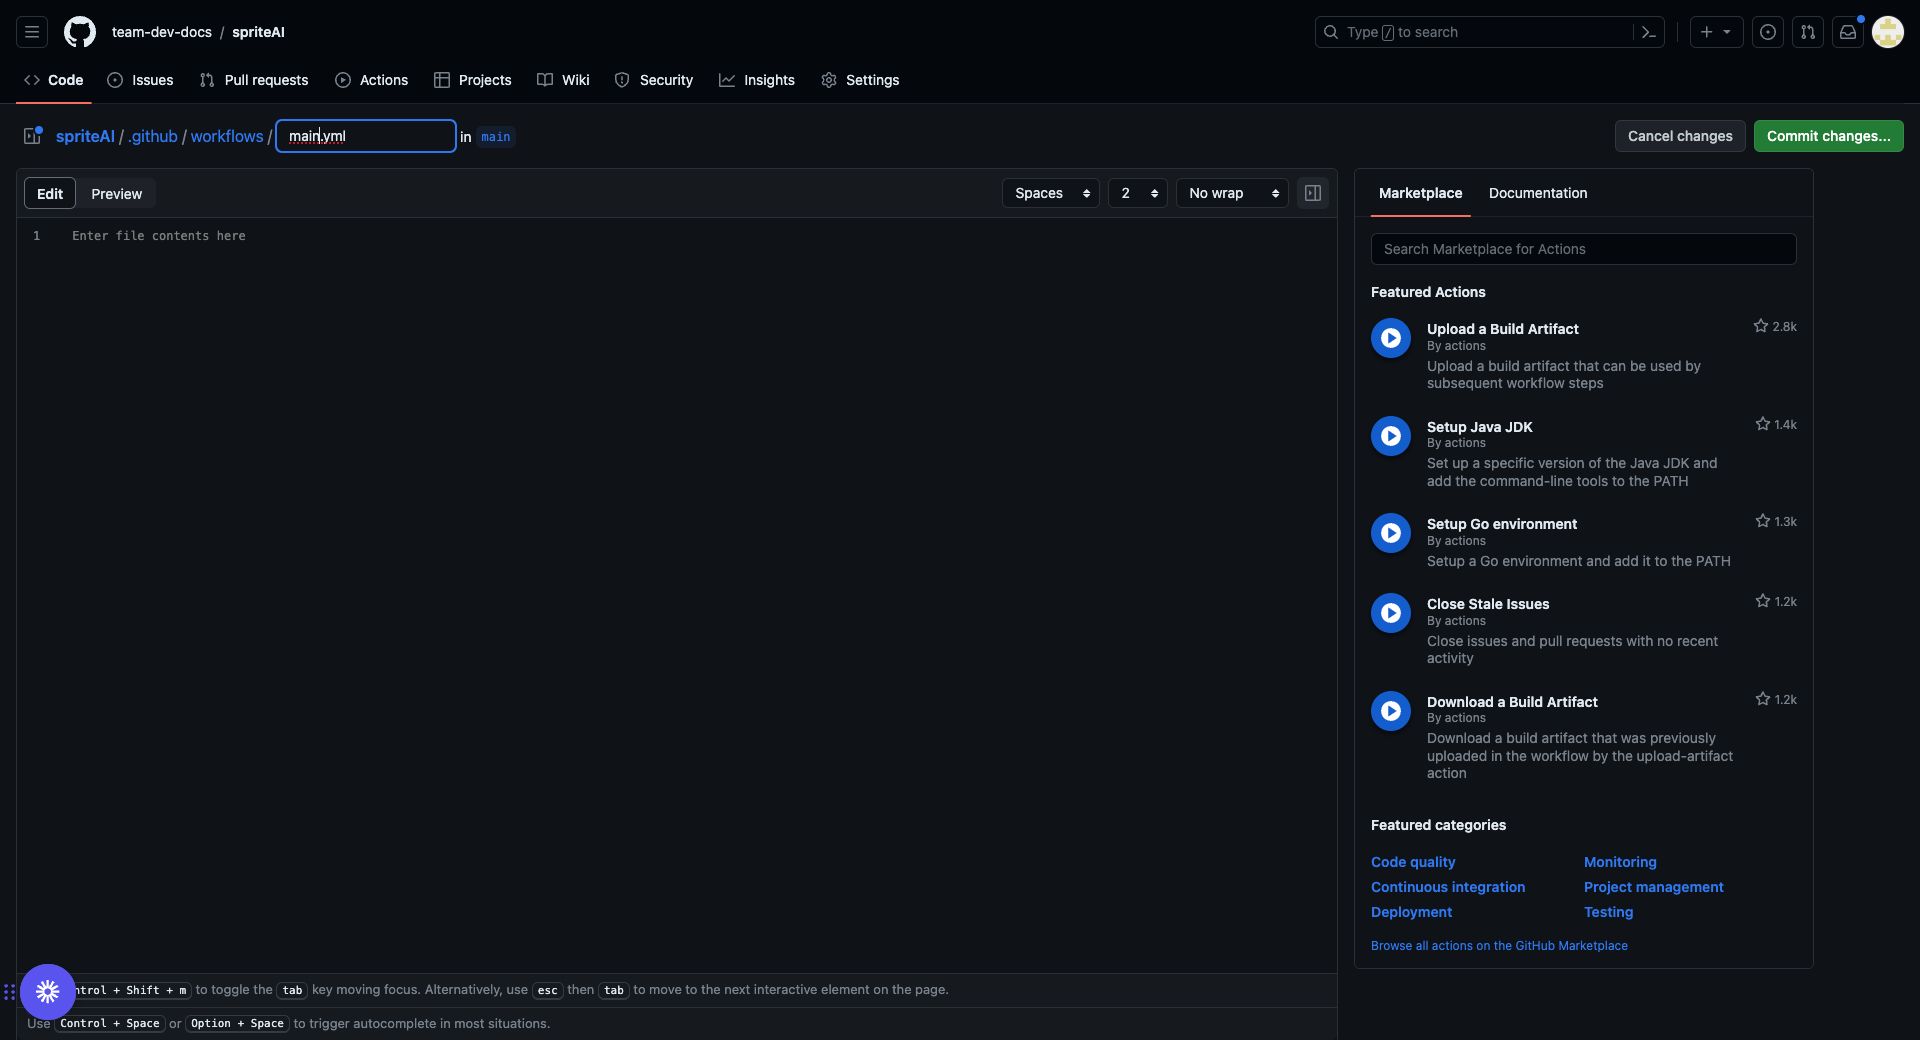 team-dev-docs / spriteAI
Type / to search
Code Issues Pull requests Actions Projects Wiki Security Insights Settings
spriteAI / .github / workflows / main.yml in main
Cancel changes Commit changes...
Edit Preview
Spaces 2 No wrap
1 Enter file contents here
ntrol + Shift + m to toggle the tab key moving focus. Alternatively, use esc then tab to move to the next interactive element on the page.
Use Control + Space or Option + Space to trigger autocomplete in most situations.
Marketplace Documentation
Search Marketplace for Actions
Featured Actions
Upload a Build Artifact 2.8k
By actions
Upload a build artifact that can be used by
subsequent workflow steps
Setup Java JDK 1.4k
By actions
Set up a specific version of the Java JDK and
add the command-line tools to the PATH
Setup Go environment 1.3k
By actions
Setup a Go environment and add it to the PATH
Close Stale Issues 1.2k
By actions
Close issues and pull requests with no recent
activity
Download a Build Artifact 1.2k
By actions
Download a build artifact that was previously
uploaded in the workflow by the upload-artifact
action
Featured categories
Code quality Monitoring
Continuous integration Project management
Deployment Testing
Browse all actions on the GitHub Marketplace